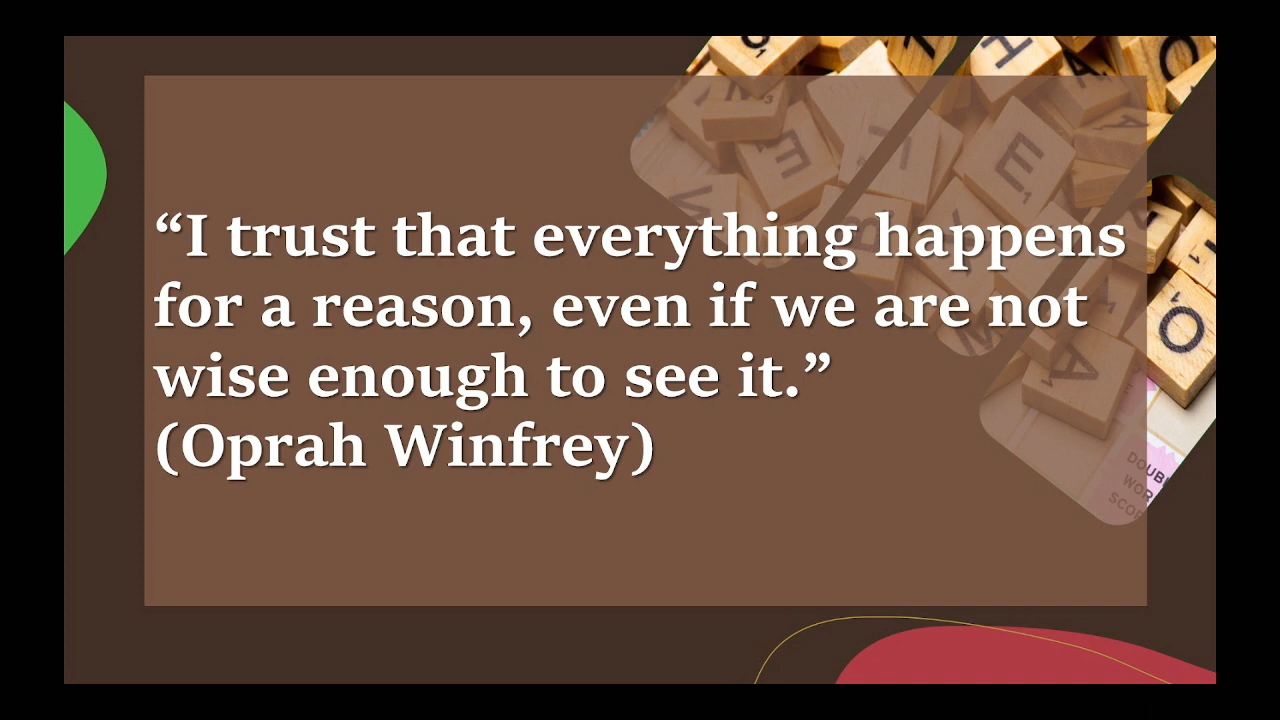 “I trust that everything happens
for a reason, even if we are not
wise enough to see it.”
(Oprah Winfrey)